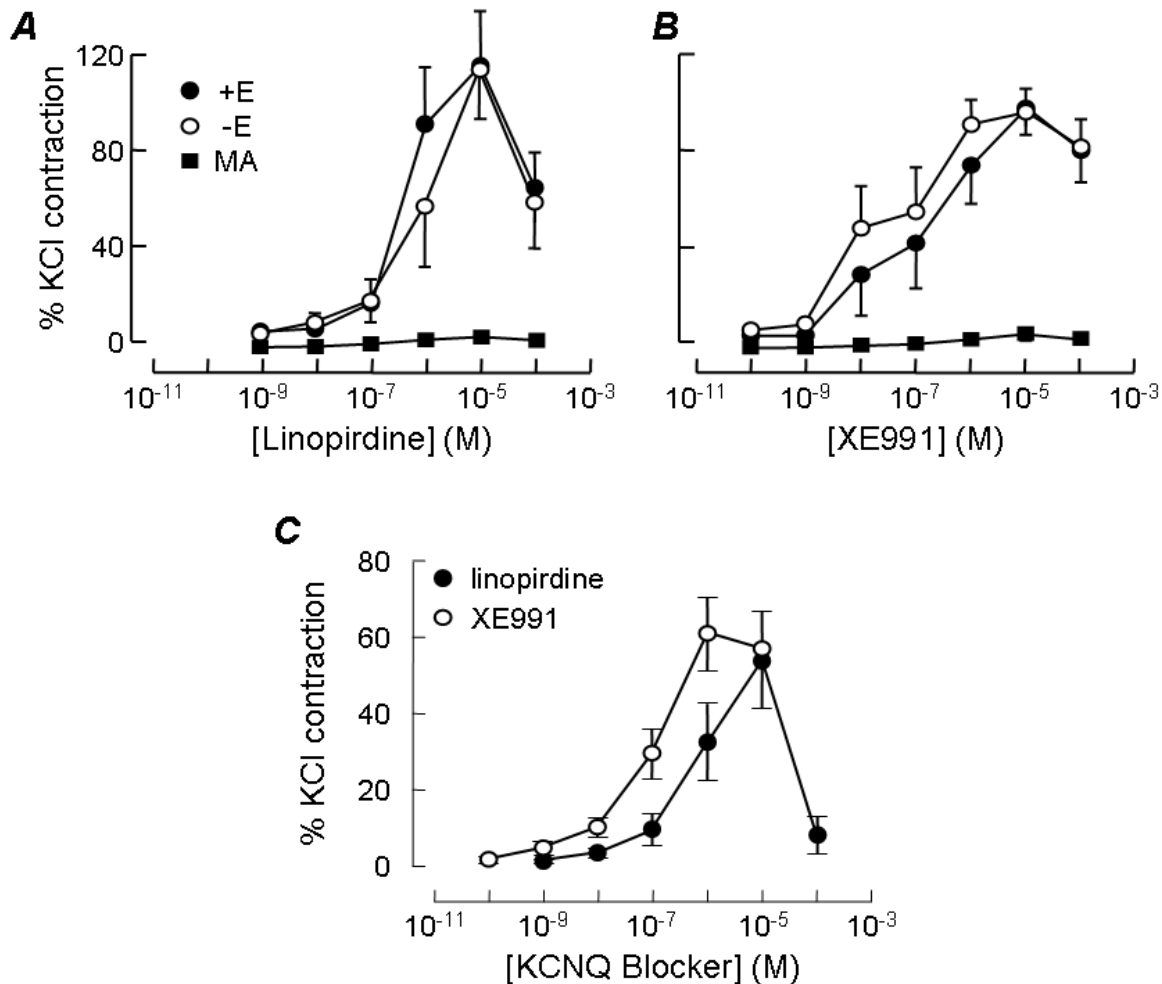 A
% KCl contraction
120
80
40
0
+E
-E
MA
10-11 10-9 10-7 10-5 10-3
[Linopirdine] (M)
B
10-11 10-9 10-7 10-5 10-3
[XE991] (M)
C
% KCl contraction
80
60
40
20
0
linopirdine
XE991
10-11 10-9 10-7 10-5 10-3
[KCNQ Blocker] (M)